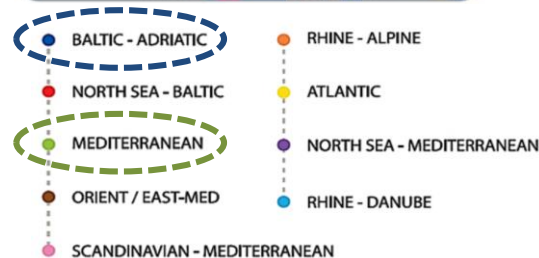 BALTIC - ADRIATIC
NORTH SEA - BALTIC
MEDITERRANEAN
ORIENT / EAST-MED
SCANDINAVIAN - MEDITERRANEAN
RHINE - ALPINE
ATLANTIC
NORTH SEA - MEDITERRANEAN
RHINE - DANUBE